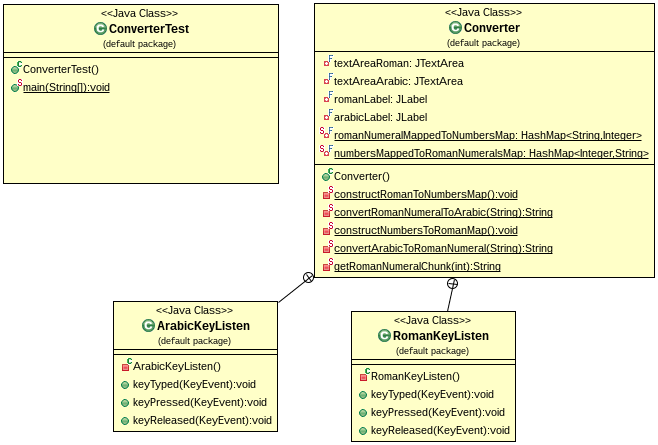 <<Java Class>>
ConverterTest
(default package)
ConverterTest()
main(String[]):void
<<Java Class>>
Converter
(default package)
textAreaRoman: JTextArea
textAreaArabic: JTextArea
romanLabel: JLabel
arabicLabel: JLabel
romanNumeralMappedToNumbersMap: HashMap<String,Integer>
numbersMappedToRomanNumeralsMap: HashMap<Integer,String>
Converter()
constructRomanToNumbersMap():void
convertRomanNumeralToArabic(String):String
constructNumbersToRomanMap():void
convertArabicToRomanNumeral(String):String
getRomanNumeralChunk(int):String
<<Java Class>>
ArabicKeyListen
(default package)
ArabicKeyListen()
keyTyped(KeyEvent):void
keyPressed(KeyEvent):void
keyReleased(KeyEvent):void
<<Java Class>>
RomanKeyListen
(default package)
RomanKeyListen()
keyTyped(KeyEvent):void
keyPressed(KeyEvent):void
keyReleased(KeyEvent):void